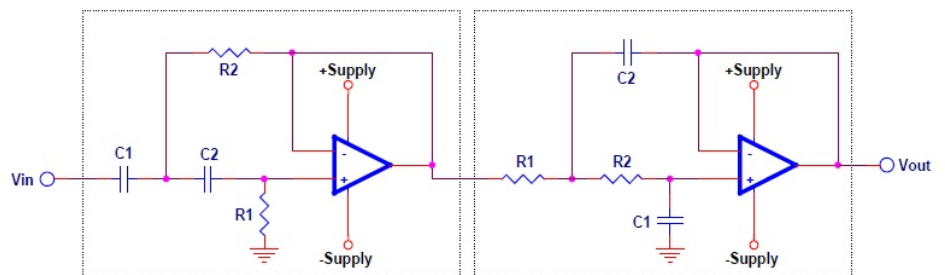 R2
+Supply
C1
C2
Vin
-
+
R1
-Supply
C2
+Supply
R1
R2
-
+
Vout
C1
-Supply